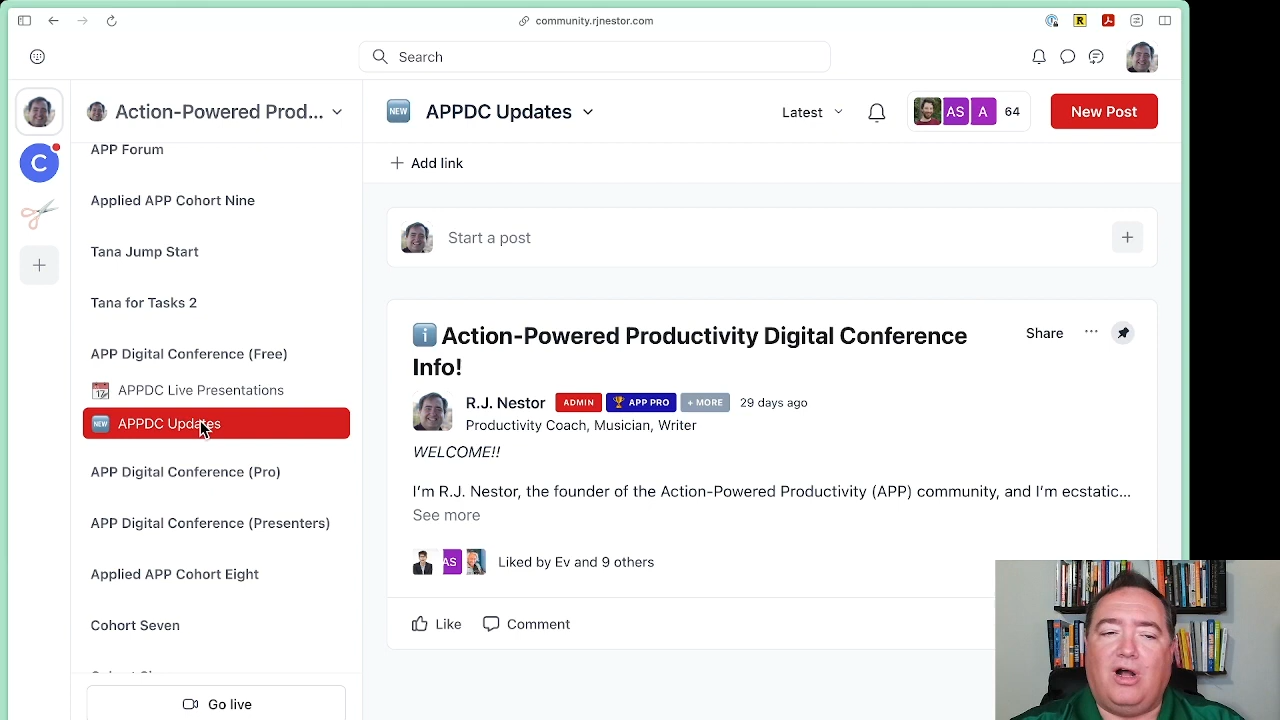 community.rjnestor.com
Search
Action-Powered Prod...
APP Forum
Applied APP Cohort Nine
Tana Jump Start
Tana for Tasks 2
APP Digital Conference (Free)
APPDC Live Presentations
APPDC Updates
APP Digital Conference (Pro)
APP Digital Conference (Presenters)
Applied APP Cohort Eight
Cohort Seven
Go live
C
NEW
APPDC Updates
Latest
AS
A
64
New Post
Add link
Start a post
Action-Powered Productivity Digital Conference
Info!
Share
R.J. Nestor
ADMIN
APP PRO
+ MORE
29 days ago
Productivity Coach, Musician, Writer
WELCOME!!
I'm R.J. Nestor, the founder of the Action-Powered Productivity (APP) community, and I'm ecstatic...
See more
AS
Liked by Ev and 9 others
Like
Comment